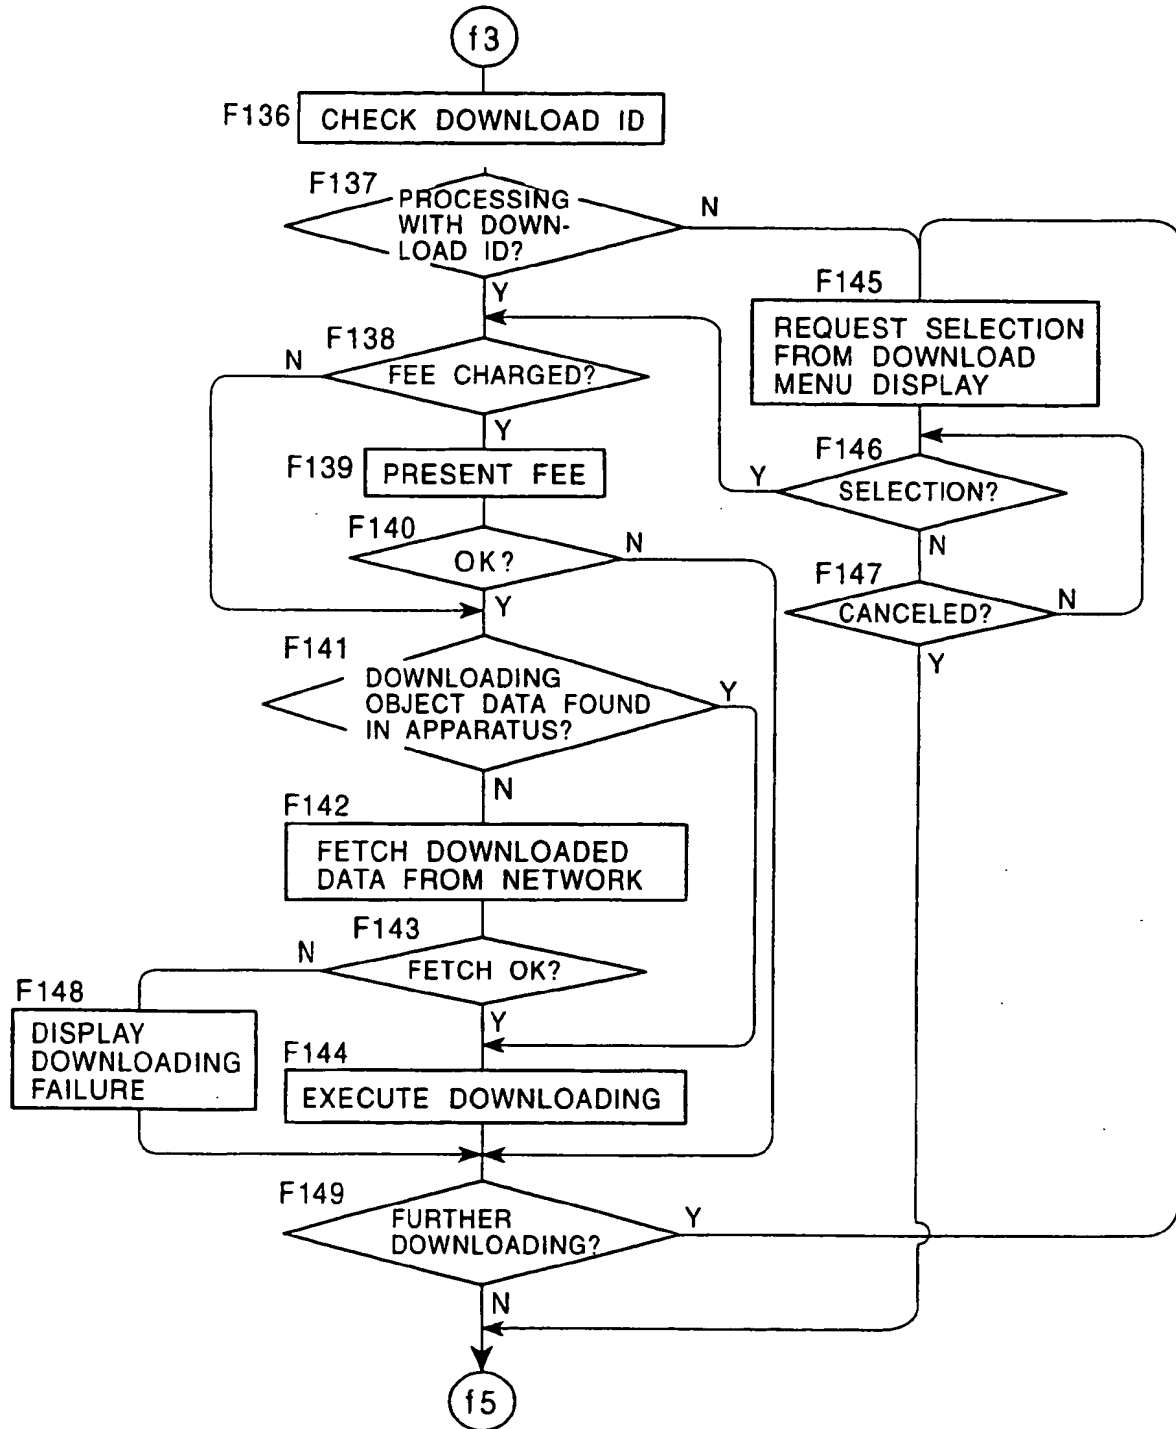 f3
F136
CHECK DOWNLOAD ID
F137
PROCESSING
WITH DOWN-
LOAD ID?
N
Y
F145
REQUEST SELECTION
FROM DOWNLOAD
MENU DISPLAY
F138
N
FEE CHARGED?
Y
F146
Y
SELECTION?
N
F139
PRESENT FEE
F140
N
OK?
Y
F147
CANCELED?
N
Y
F141
DOWNLOADING
OBJECT DATA FOUND
IN APPARATUS?
Y
N
F142
FETCH DOWNLOADED
DATA FROM NETWORK
F143
N
FETCH OK?
Y
F148
DISPLAY
DOWNLOADING
FAILURE
F144
EXECUTE DOWNLOADING
F149
FURTHER
DOWNLOADING?
Y
N
f5